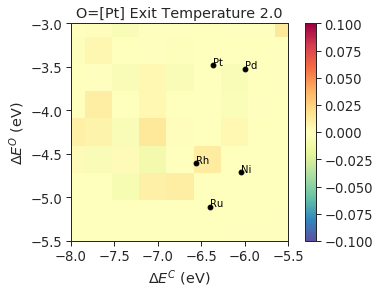 O=[Pt] Exit Temperature 2.0
−3.0
−3.5
−4.0
−4.5
−5.0
−5.5
ΔE^O (eV)
Pt
Pd
Rh
Ni
Ru
−8.0 −7.5 −7.0 −6.5 −6.0 −5.5
ΔE^C (eV)
0.100
0.075
0.050
0.025
0.000
−0.025
−0.050
−0.075
−0.100